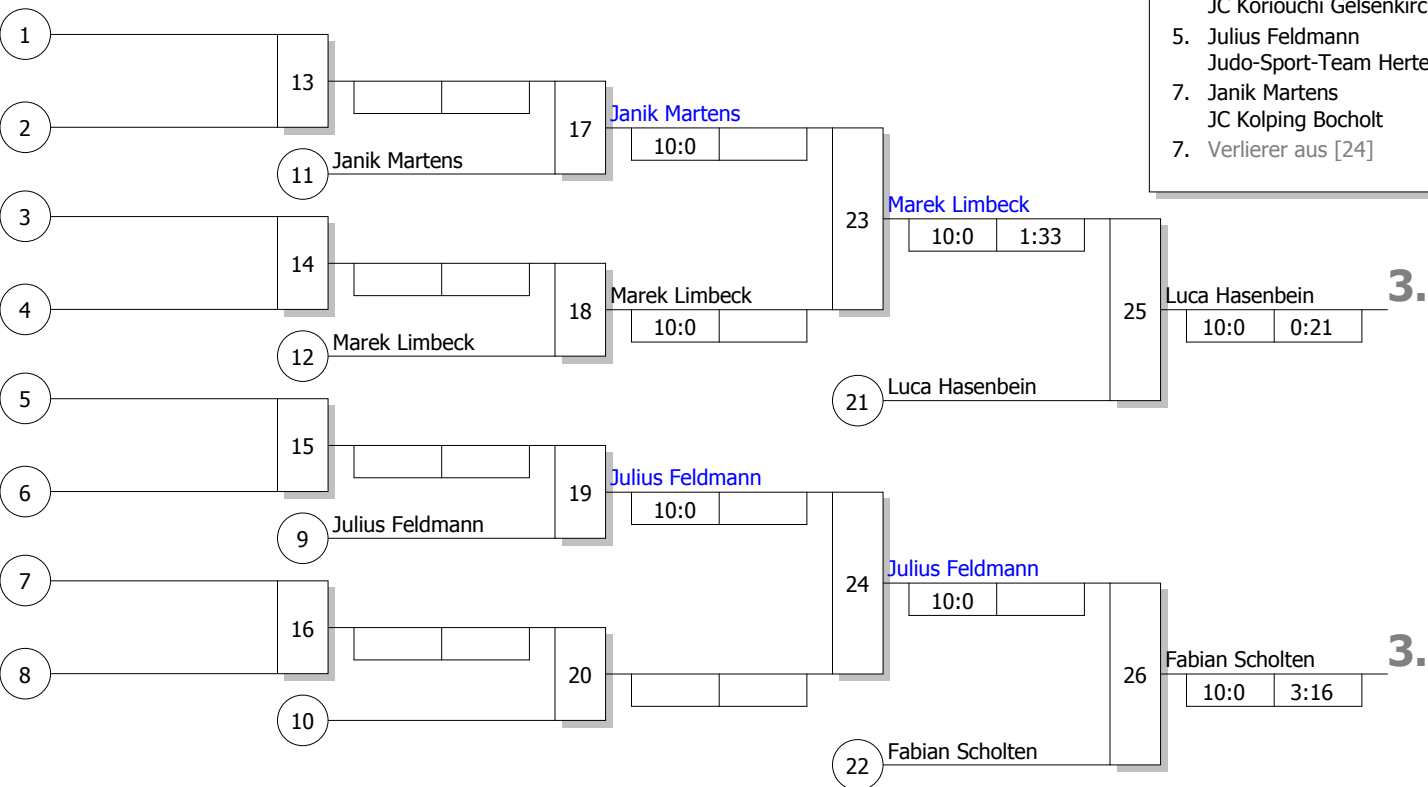 JC Koriouchi Gelsenkirc
5. Julius Feldmann
Judo-Sport-Team Herte
7. Janik Martens
JC Kolping Bocholt
7. Verlierer aus [24]
1
13
2
17
Janik Martens
10:0
11
Janik Martens
3
14
4
18
Marek Limbeck
10:0
12
Marek Limbeck
23
Marek Limbeck
10:0 1:33
25
Luca Hasenbein
10:0 0:21
3.
21
Luca Hasenbein
5
15
6
19
Julius Feldmann
10:0
9
Julius Feldmann
7
16
8
20
10
24
Julius Feldmann
10:0
26
Fabian Scholten
10:0 3:16
3.
22
Fabian Scholten